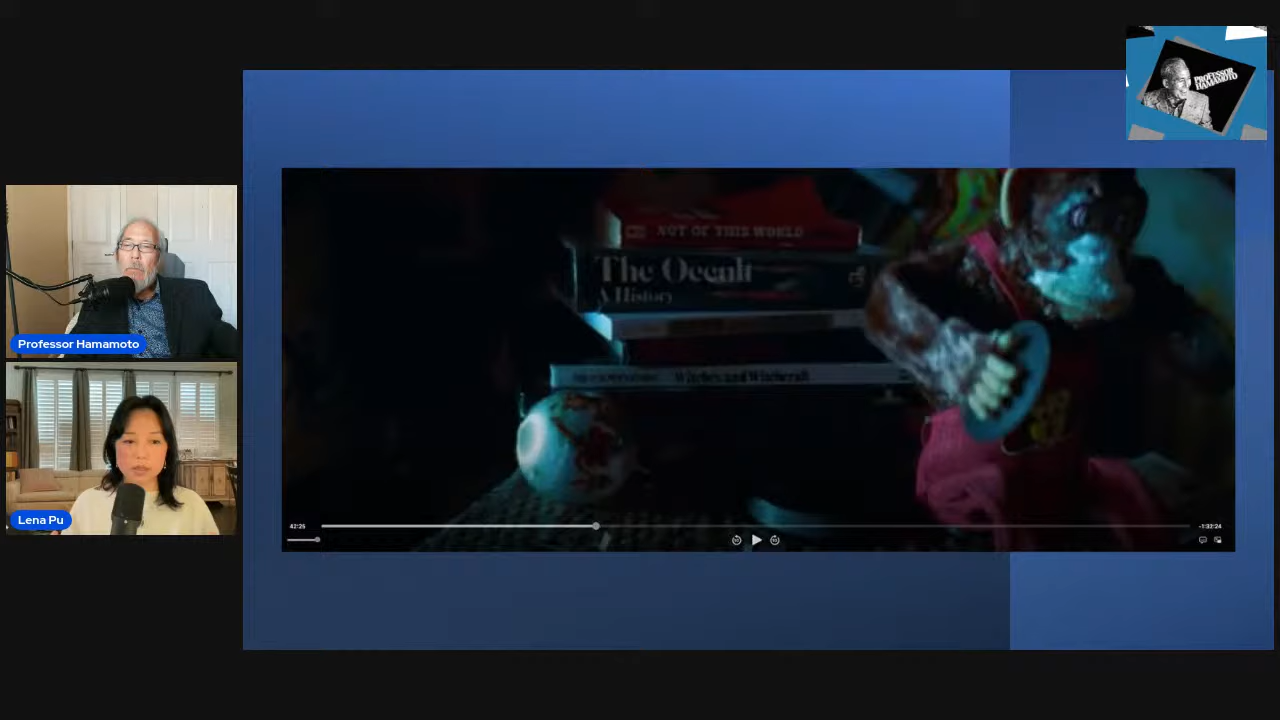 PROFESSOR
HAMAMOTO
NOT OF THIS WORLD
The Occult
A History
Witches and Witchcraft
Professor Hamamoto
Lena Pu
42:25
-1:32:24